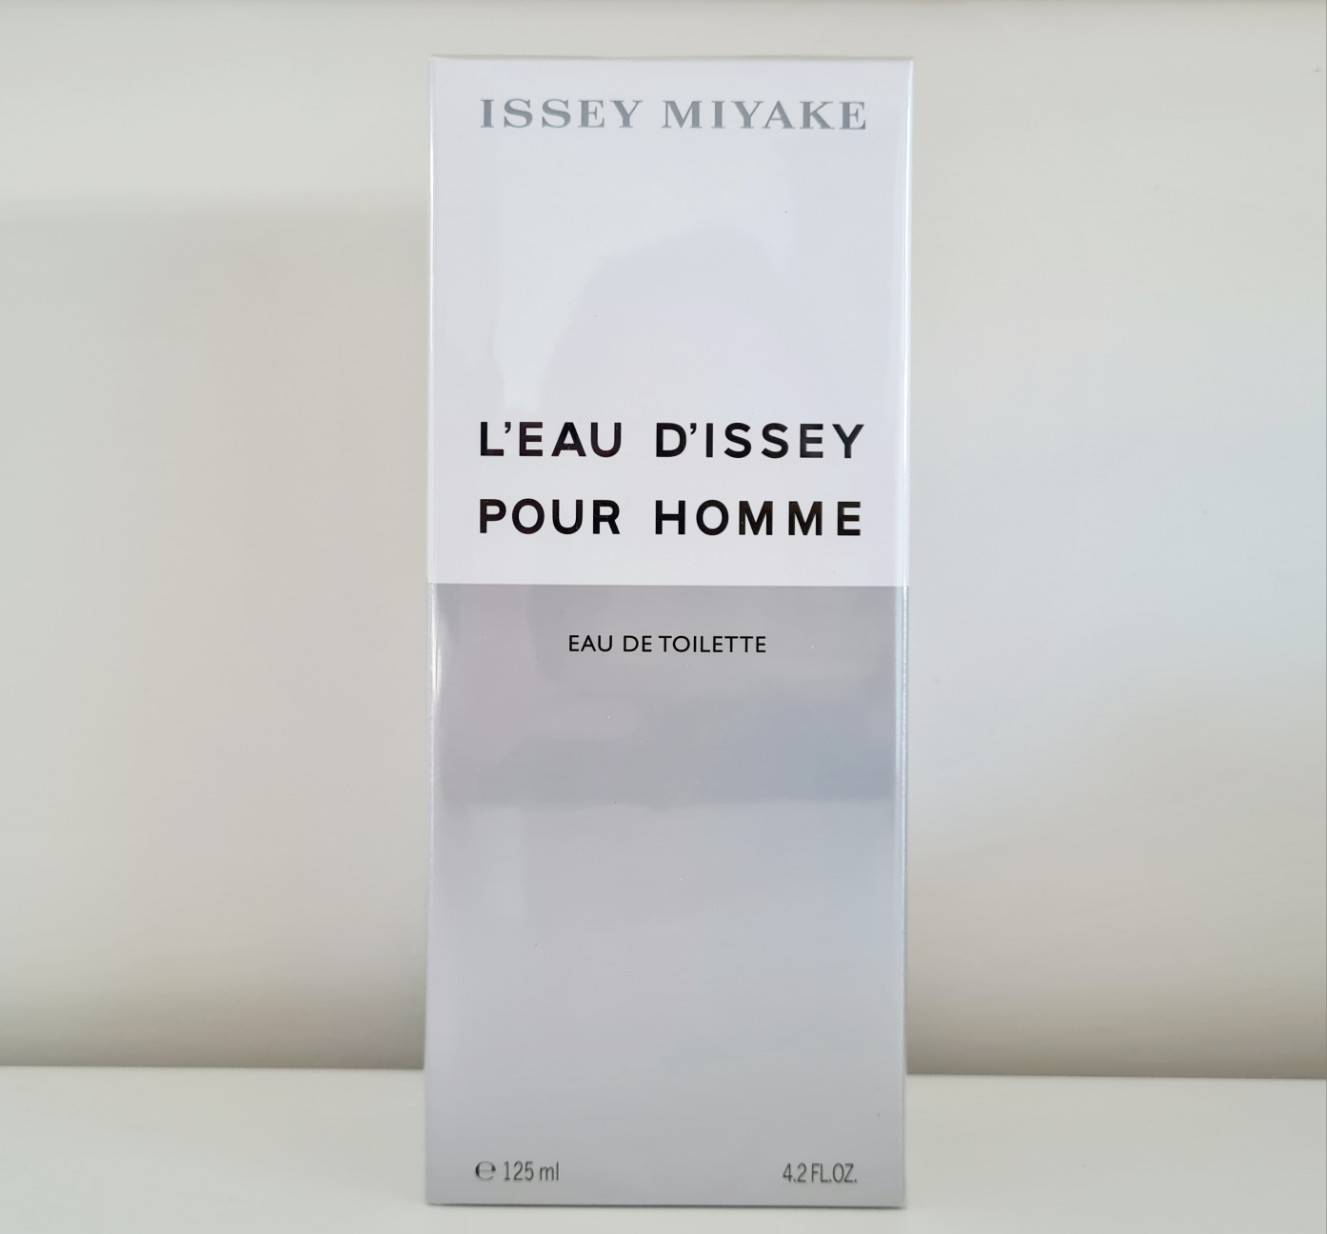 ISSEY MIYAKE
L'EAU D'ISSEY
POUR HOMME
EAU DE TOILETTE
℮ 125 ml 4.2 FL.OZ.